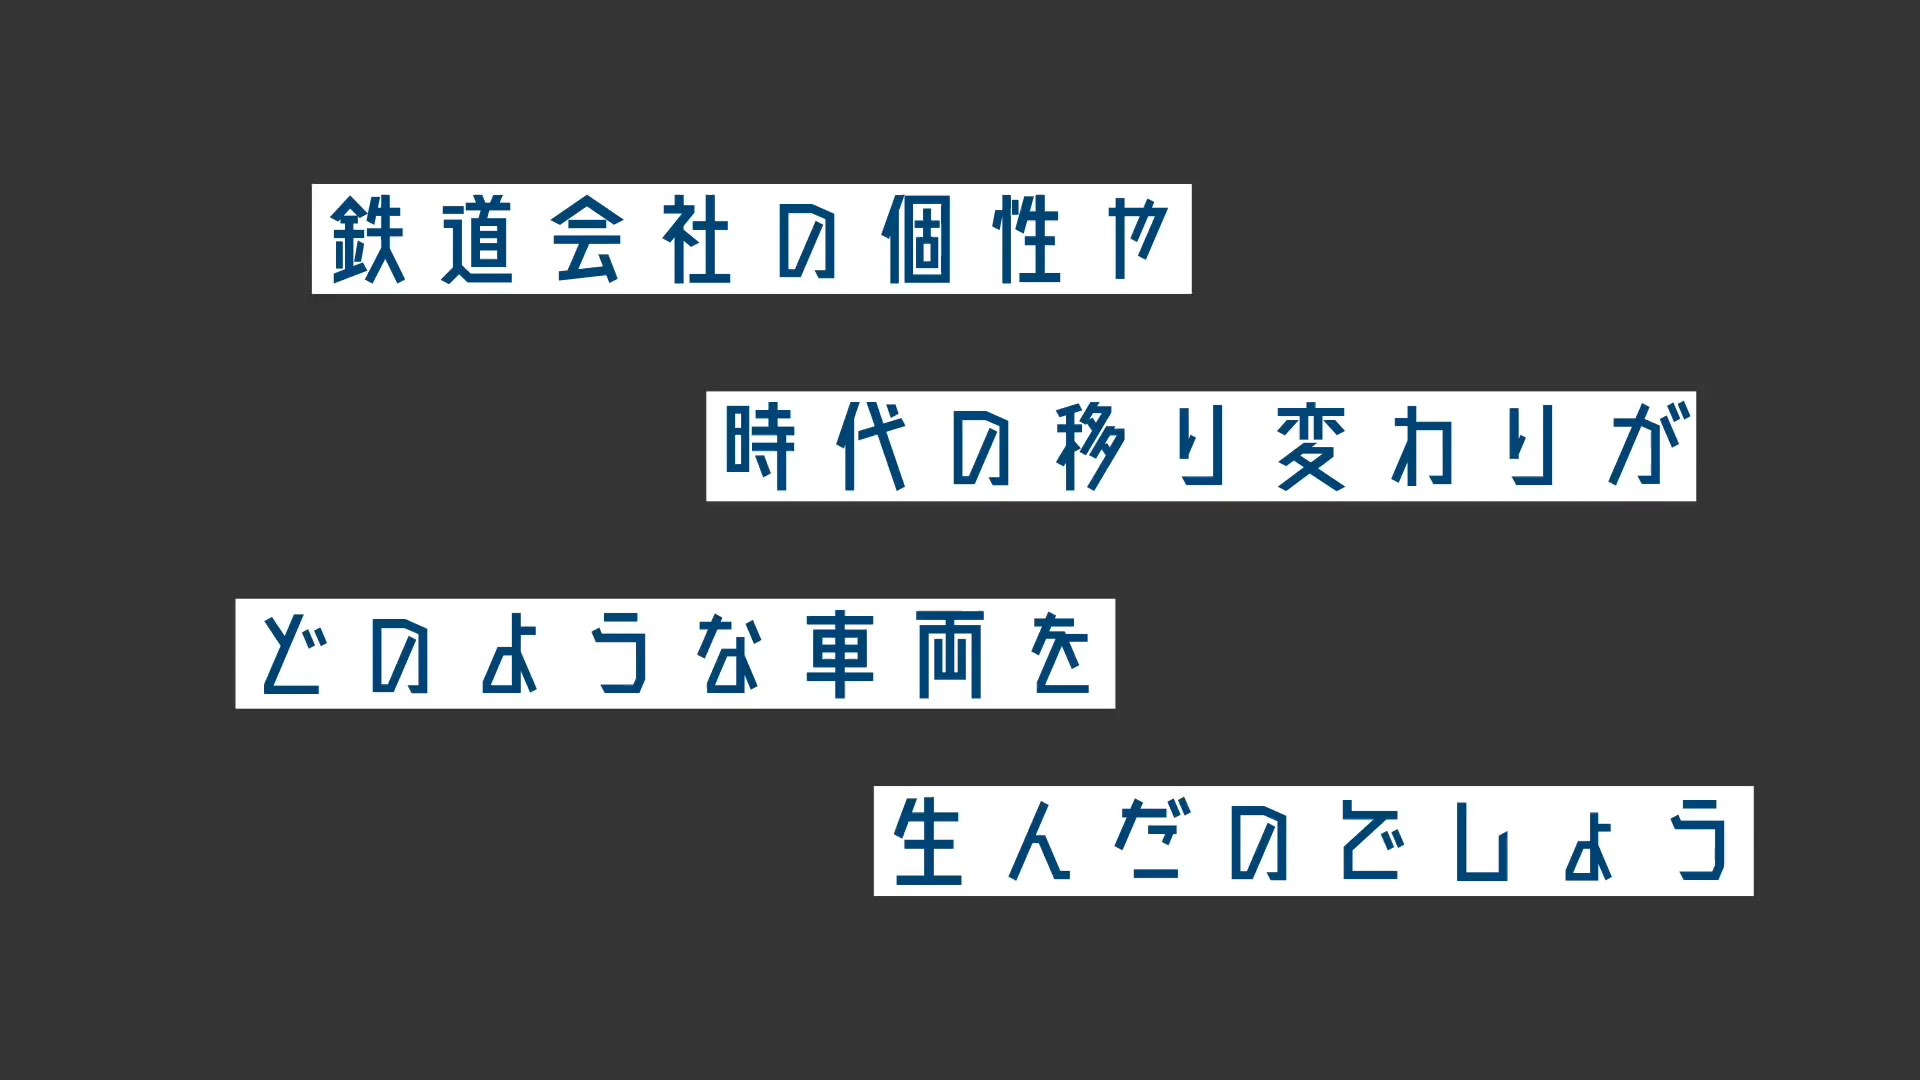 鉄道会社の個性や
時代の移り変わりが
どのような車両を
生んだのでしょう